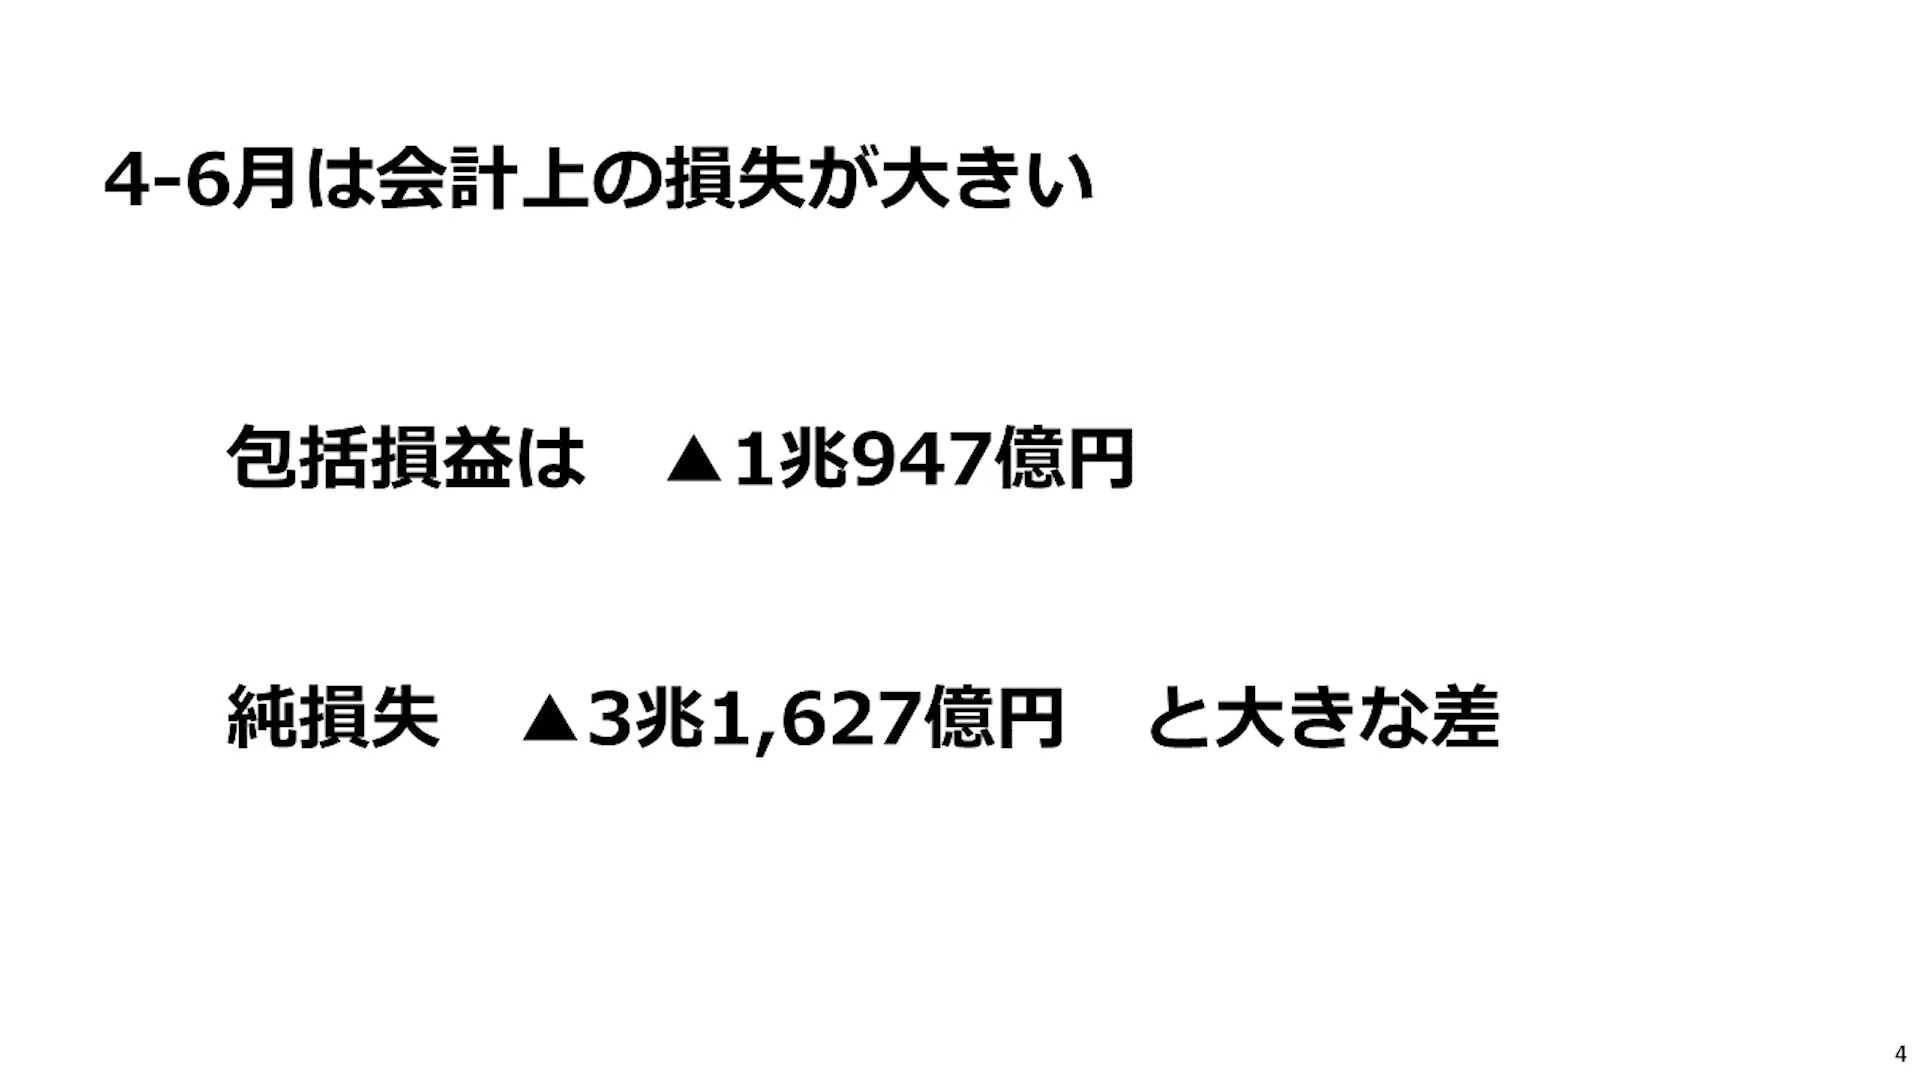 4-6月は会計上の損失が大きい
包括損益は　▲1兆947億円
純損失　▲3兆1,627億円　と大きな差
4